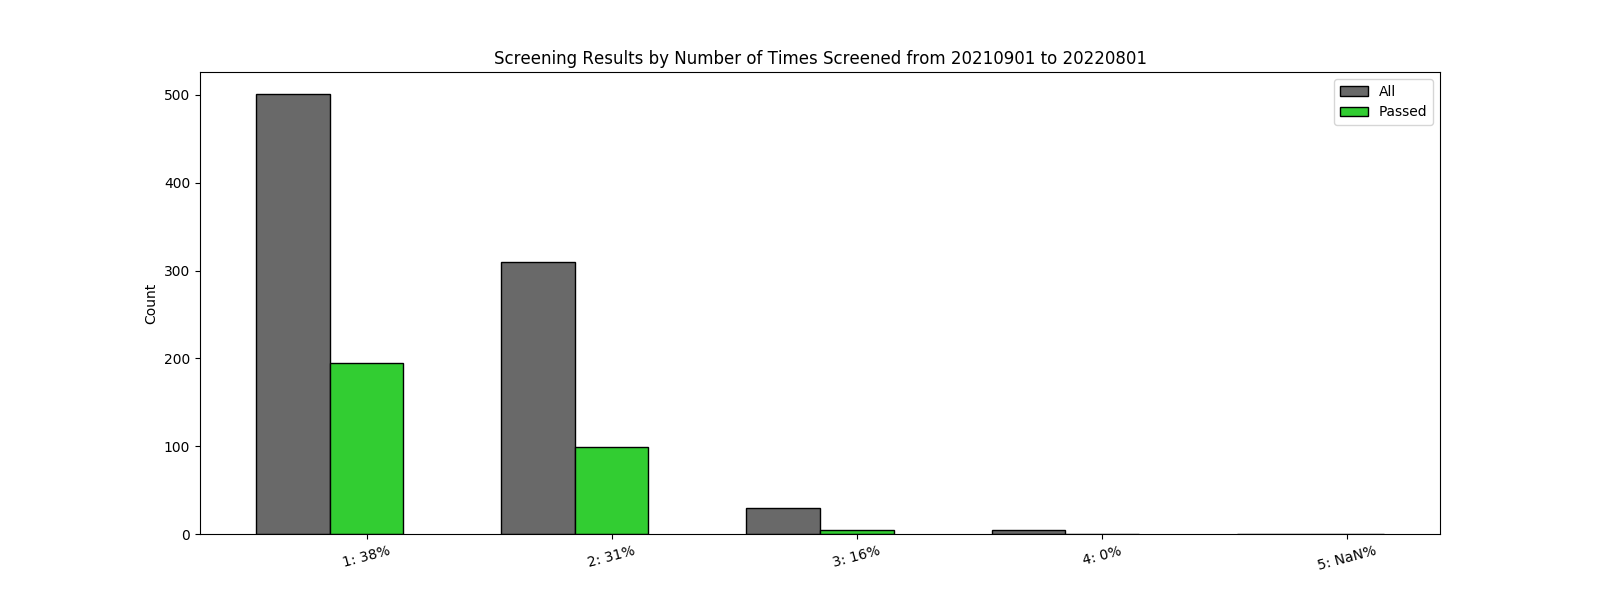 Screening Results by Number of Times Screened from 20210901 to 20220801
All
Passed
500
400
300
200
100
0
Count
1: 38%
2: 31%
3: 16%
4: 0%
5: NaN%